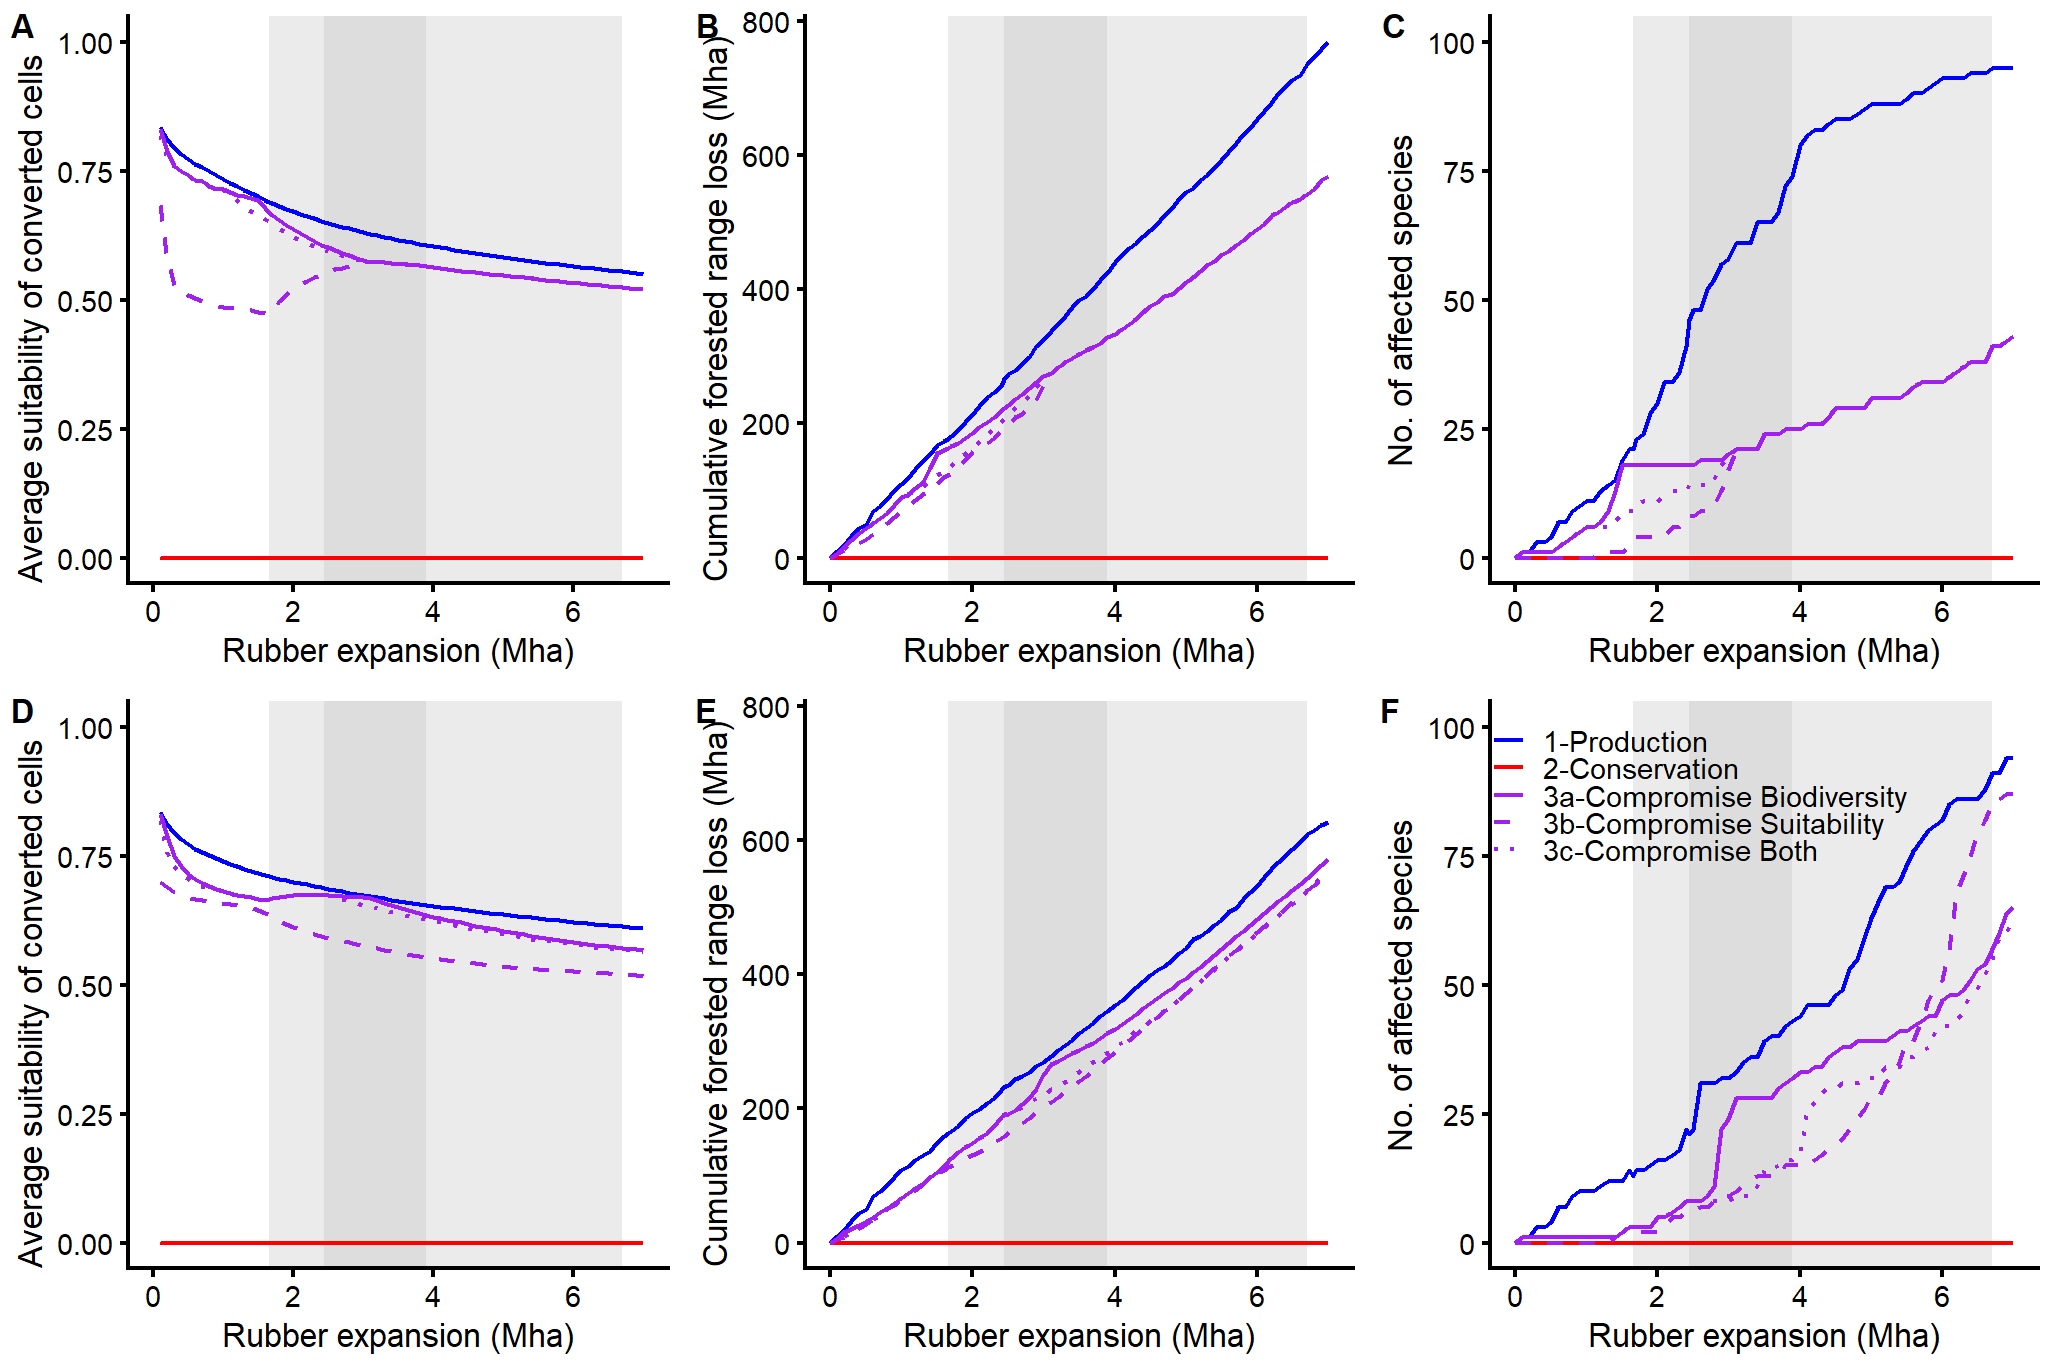 A
Average suitability of converted cells
1.00
0.75
0.50
0.25
0.00
0 2 4 6
Rubber expansion (Mha)
B
Cumulative forested range loss (Mha)
800
600
400
200
0
0 2 4 6
Rubber expansion (Mha)
C
No. of affected species
100
75
50
25
0
0 2 4 6
Rubber expansion (Mha)
D
Average suitability of converted cells
1.00
0.75
0.50
0.25
0.00
0 2 4 6
Rubber expansion (Mha)
E
Cumulative forested range loss (Mha)
800
600
400
200
0
0 2 4 6
Rubber expansion (Mha)
F
No. of affected species
100
75
50
25
0
1-Production
2-Conservation
3a-Compromise Biodiversity
3b-Compromise Suitability
3c-Compromise Both
0 2 4 6
Rubber expansion (Mha)